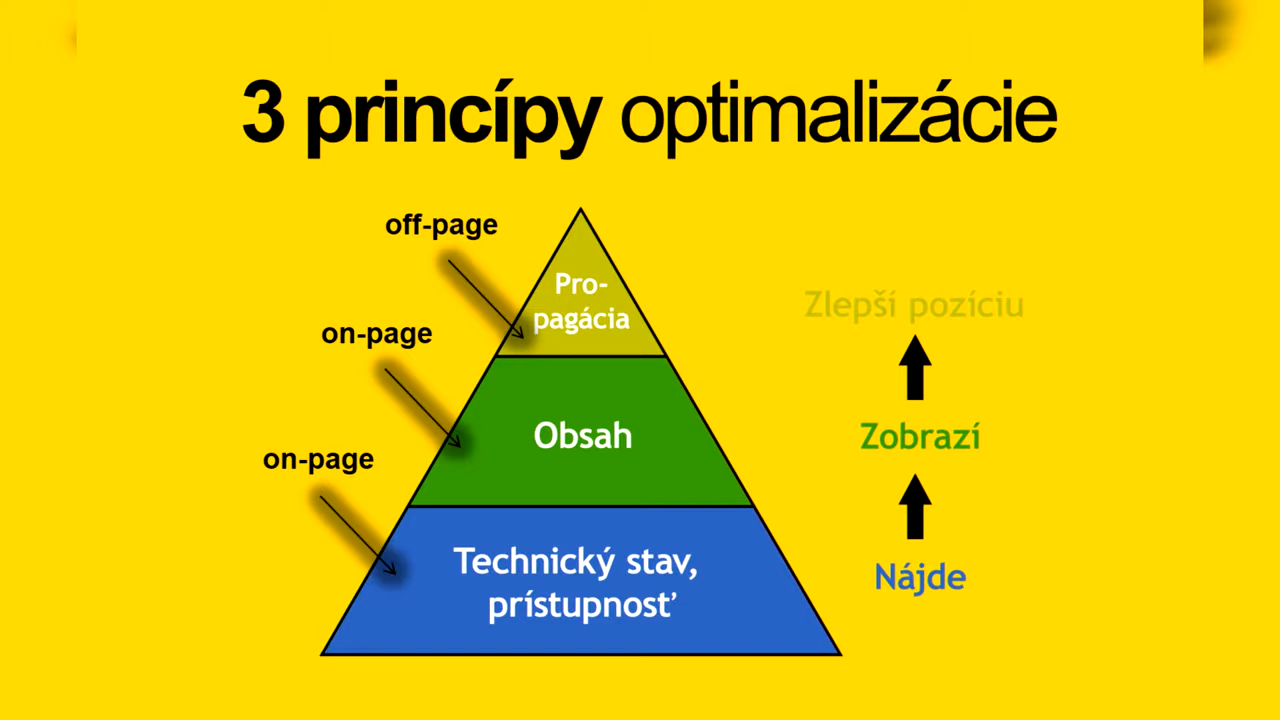 3 princípy optimalizácie
off-page
Pro-
pagácia
Zlepší pozíciu
on-page
Obsah
Zobrazí
on-page
Technický stav,
prístupnosť
Nájde